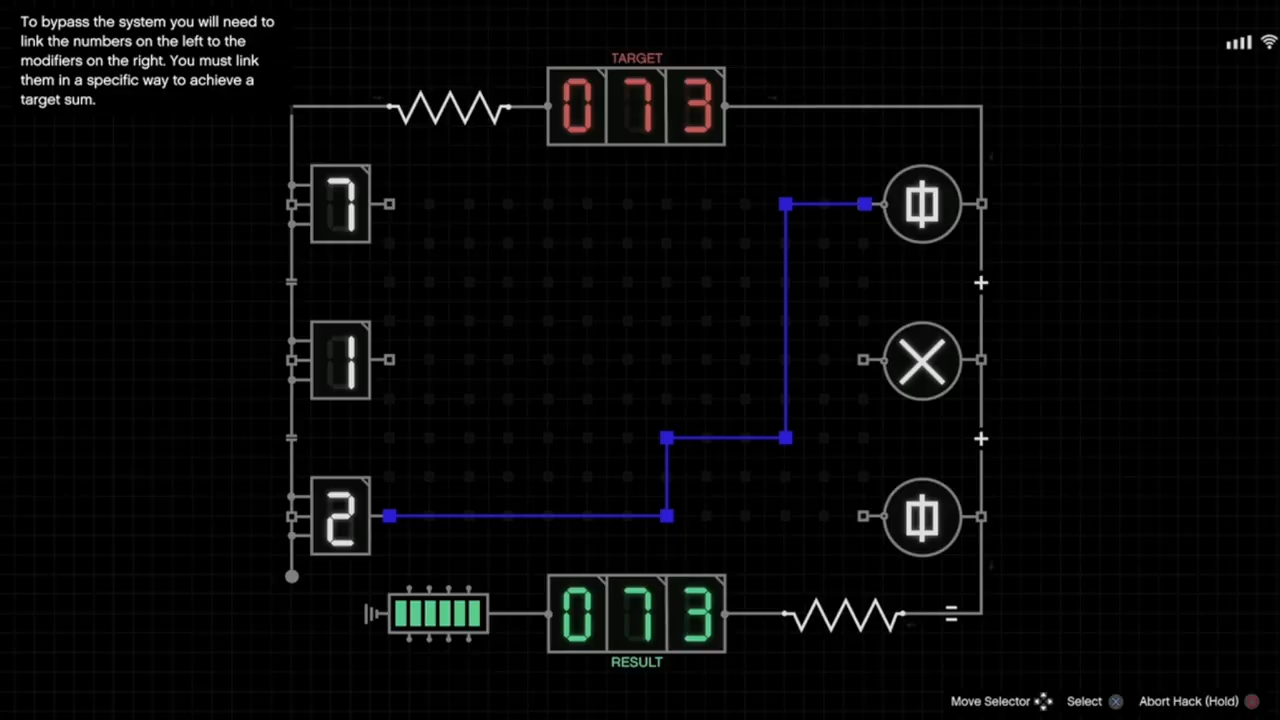 To bypass the system you will need to
link the numbers on the left to the
modifiers on the right. You must link
them in a specific way to achieve a
target sum.
TARGET
073
7
中
+
1
X
+
2
中
073
=
RESULT
Move Selector
Select
Abort Hack (Hold)